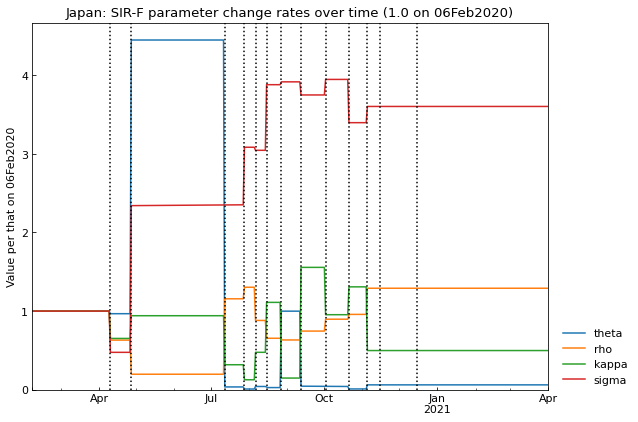 Japan: SIR-F parameter change rates over time (1.0 on 06Feb2020)
Value per that on 06Feb2020
4
3
2
1
0
Apr
Jul
Oct
Jan
2021
Apr
theta
rho
kappa
sigma